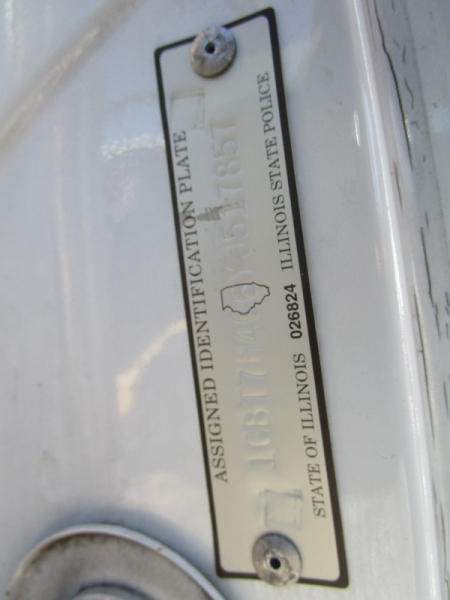 ASSIGNED IDENTIFICATION PLATE
STATE OF ILLINOIS 026824 ILLINOIS STATE POLICE